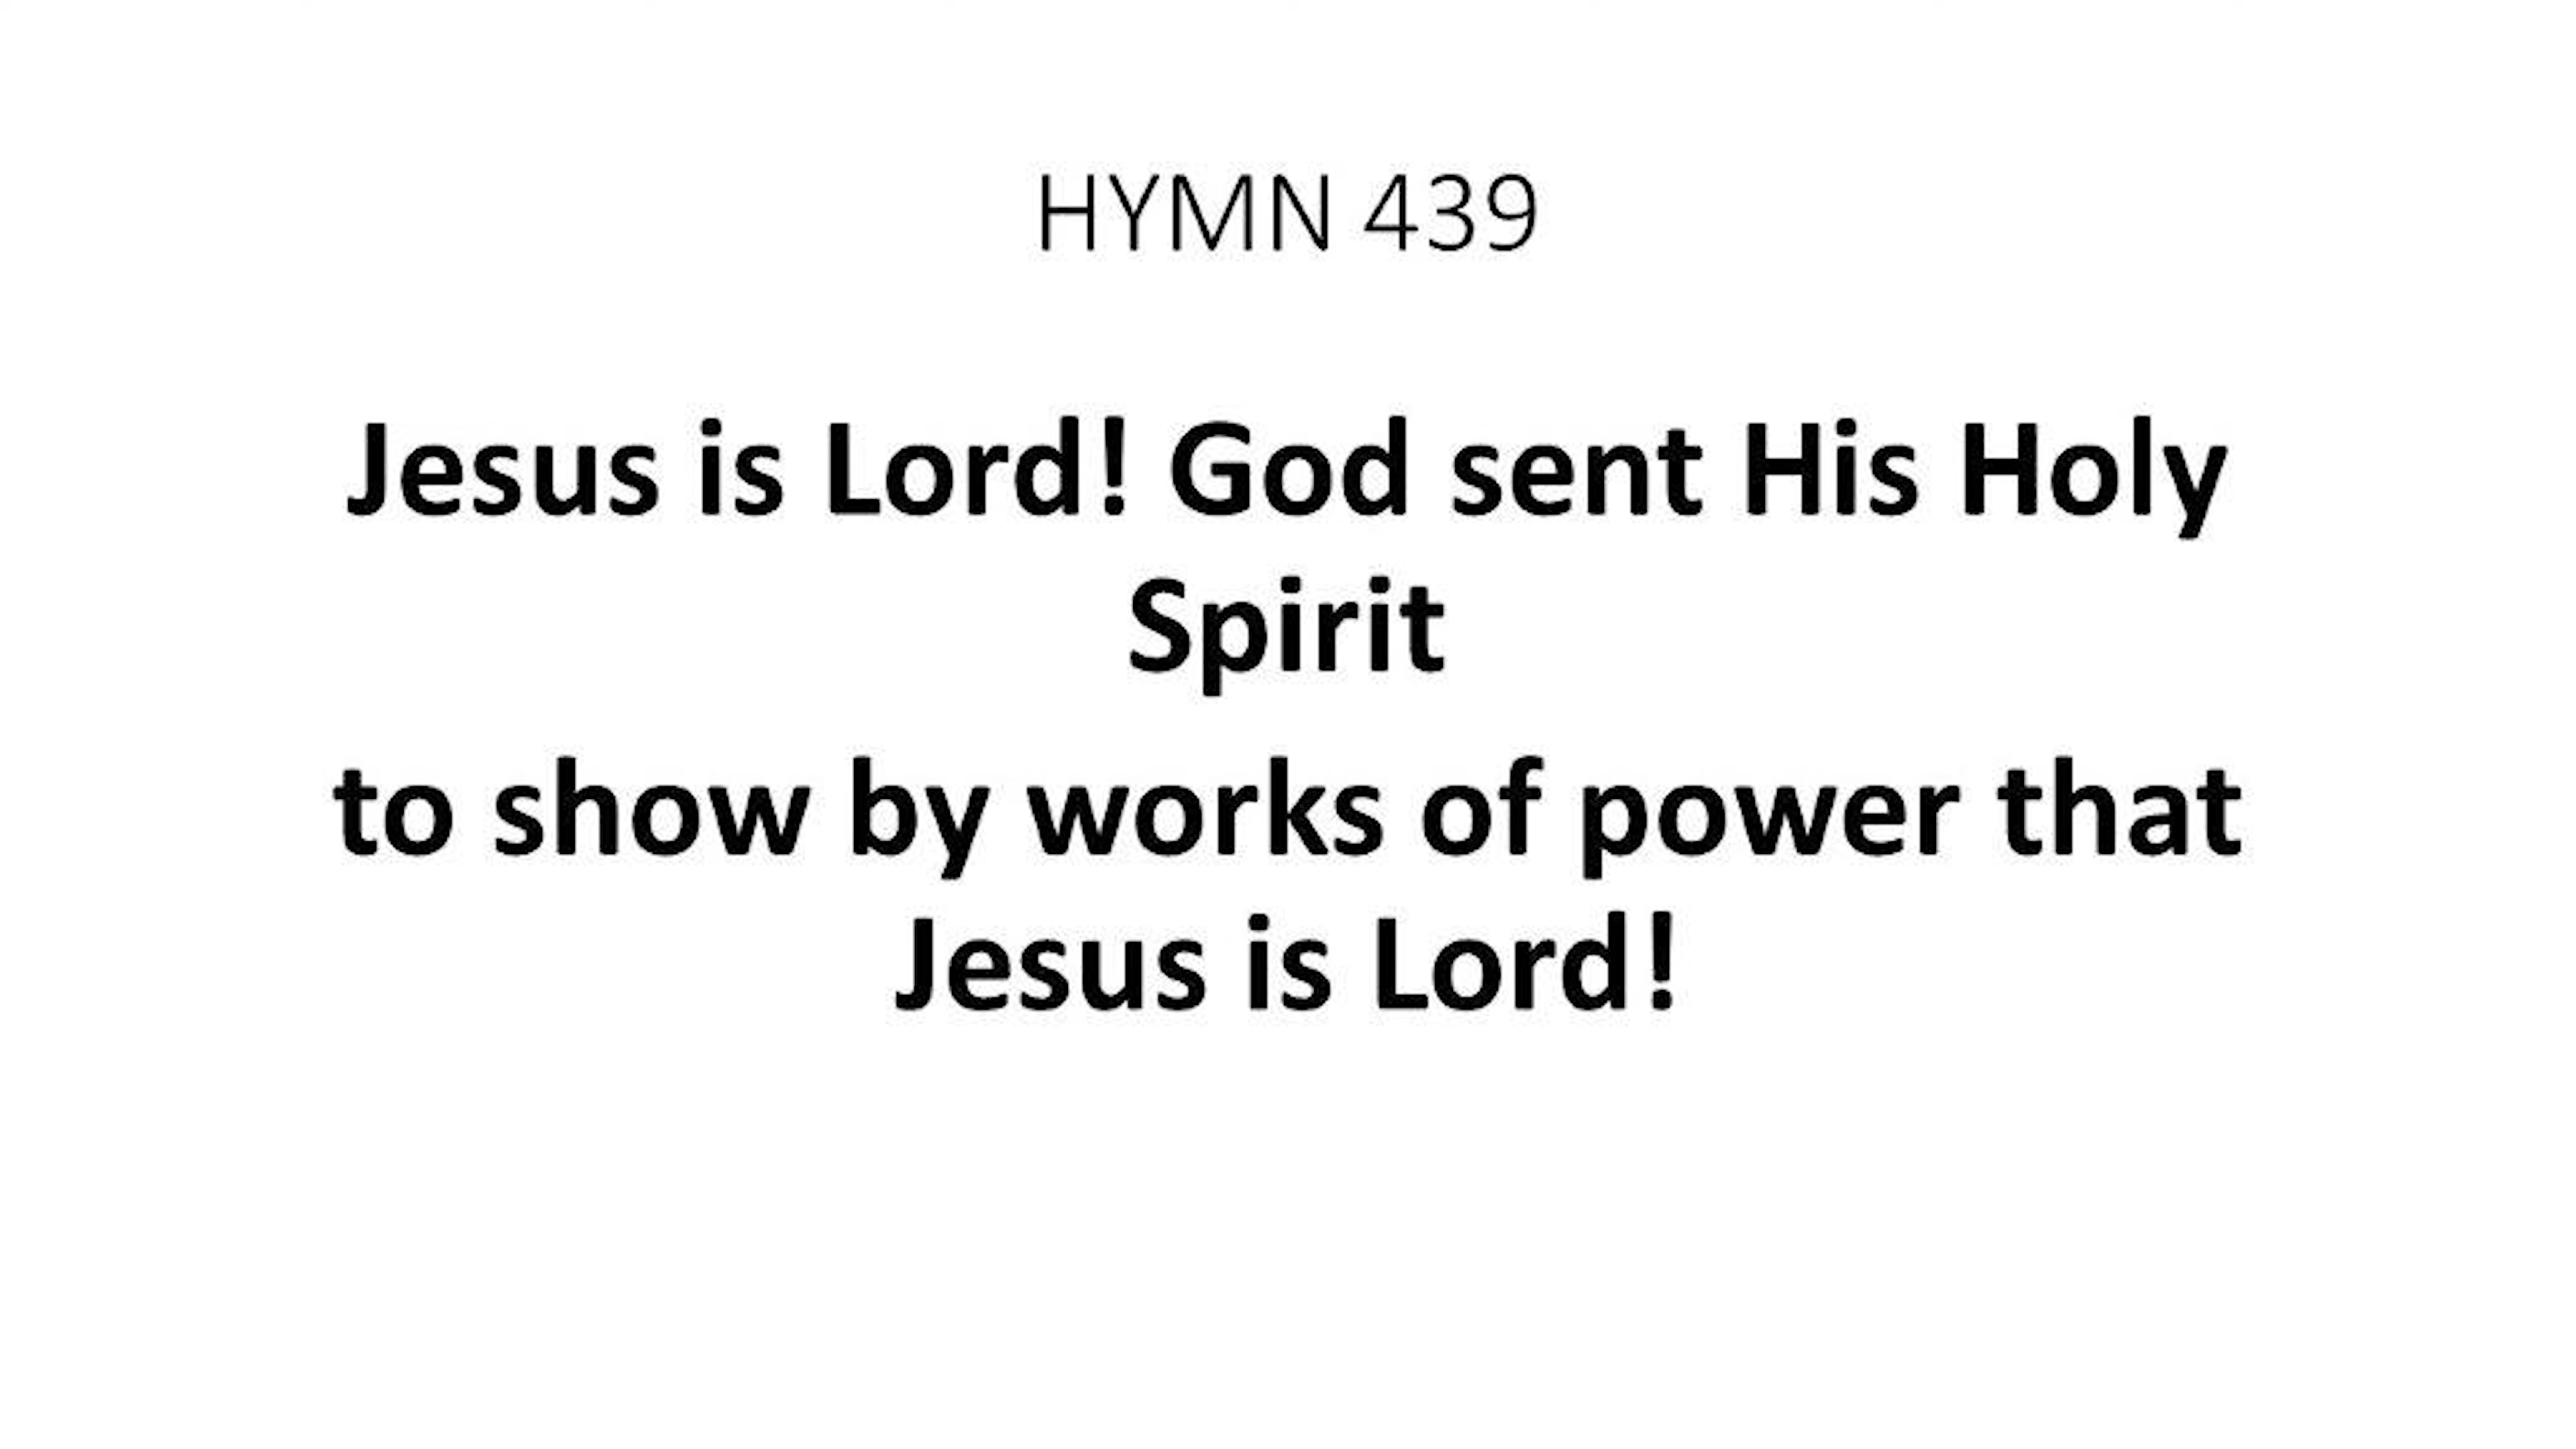 HYMN 439
Jesus is Lord! God sent His Holy
Spirit
to show by works of power that
Jesus is Lord!